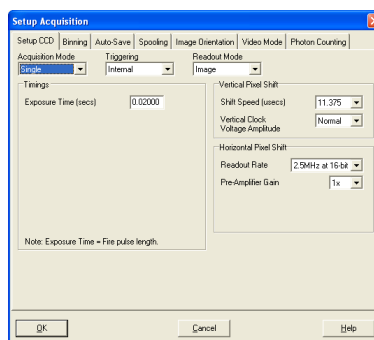 Setup Acquisition
Setup CCD Binning Auto-Save Spooling Image Orientation Video Mode Photon Counting
Acquisition Mode Triggering Readout Mode
Single Internal Image
Timings
Exposure Time (secs) 0.02000
Note: Exposure Time = Fire pulse length.
Vertical Pixel Shift
Shift Speed (usecs) 11.375
Vertical Clock Normal
Voltage Amplitude
Horizontal Pixel Shift
Readout Rate 2.5MHz at 16-bit
Pre-Amplifier Gain 1x
OK Cancel Help